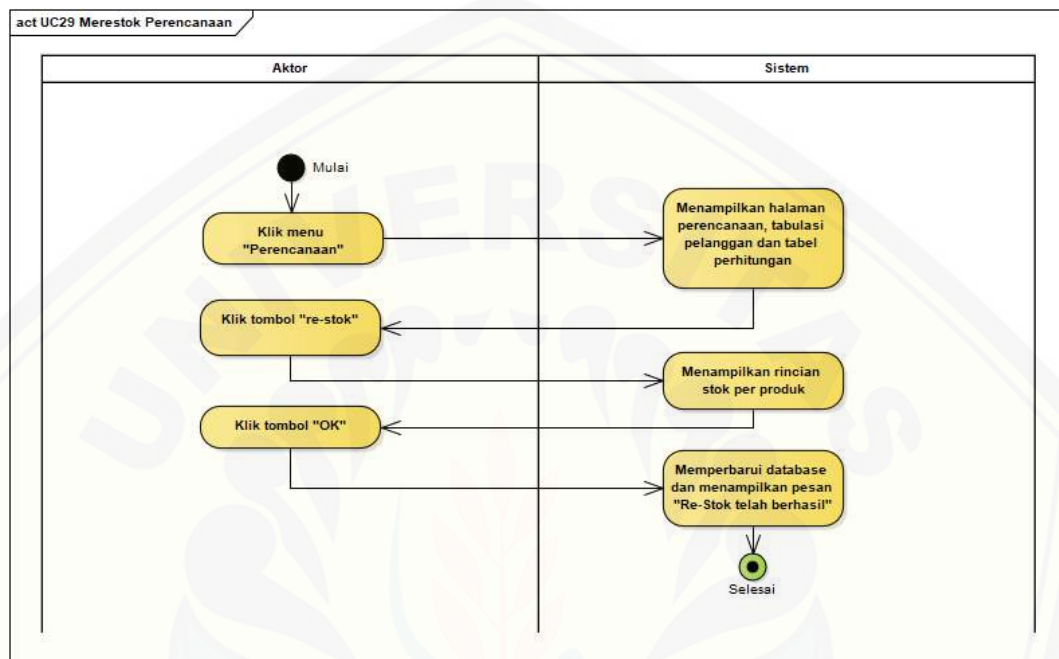 act UC29 Merestok Perencanaan
Aktor
Sistem
Mulai
Klik menu
"Perencanaan"
Menampilkan halaman
perencanaan, tabulasi
pelanggan dan tabel
perhitungan
Klik tombol "re-stok"
Menampilkan rincian
stok per produk
Klik tombol "OK"
Memperbarui database
dan menampilkan pesan
"Re-Stok telah berhasil"
Selesai
UNIVERSITAS